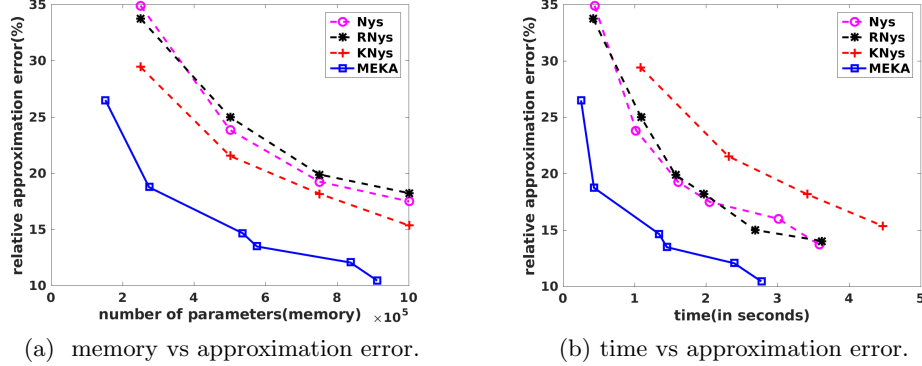 35
30
25
20
15
10
0
2
4
6
8
10
relative approximation error(%)
number of parameters(memory)
×10⁵
Nys
RNys
KNys
MEKA
(a) memory vs approximation error.
35
30
25
20
15
10
0
1
2
3
4
5
relative approximation error(%)
time(in seconds)
Nys
RNys
KNys
MEKA
(b) time vs approximation error.